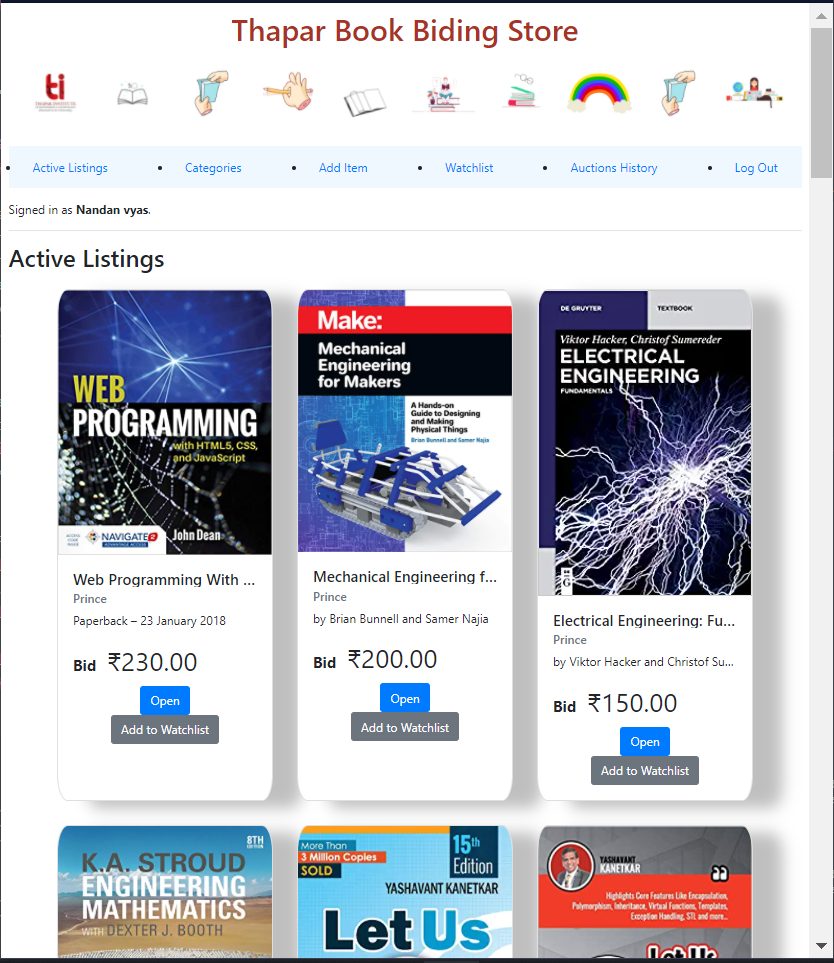 Thapar Book Biding Store
ti
THAPAR INSTITUTE
Active Listings
Categories
Add Item
Watchlist
Auctions History
Log Out
Signed in as Nandan vyas.
Active Listings
WEB
PROGRAMMING
with HTML5, CSS,
and JavaScript
NAVIGATE 2
ADVANTAGE ACCESS
John Dean
Web Programming With ...
Prince
Paperback – 23 January 2018
Bid ₹230.00
Open
Add to Watchlist
Make:
Mechanical
Engineering
for Makers
A Hands-on
Guide to Designing
and Making
Physical Things
Brian Bunnell and Samer Najia
Mechanical Engineering f...
Prince
by Brian Bunnell and Samer Najia
Bid ₹200.00
Open
Add to Watchlist
DE GRUYTER
TEXTBOOK
Viktor Hacker, Christof Sumereder
ELECTRICAL
ENGINEERING
FUNDAMENTALS
DE
G
Electrical Engineering: Fu...
Prince
by Viktor Hacker and Christof Su...
Bid ₹150.00
Open
Add to Watchlist
8TH
EDITION
K.A. STROUD
ENGINEERING
MATHEMATICS
WITH DEXTER J. BOOTH
More Than
3 Million Copies
SOLD
15th
Edition
YASHAVANT KANETKAR
Let Us
YASHAVANT
KANETKAR
Highlights Core Features Like Encapsulation,
Polymorphism, Inheritance, Virtual Functions, Templates,
Exception Handling, STL and more...
Let Us